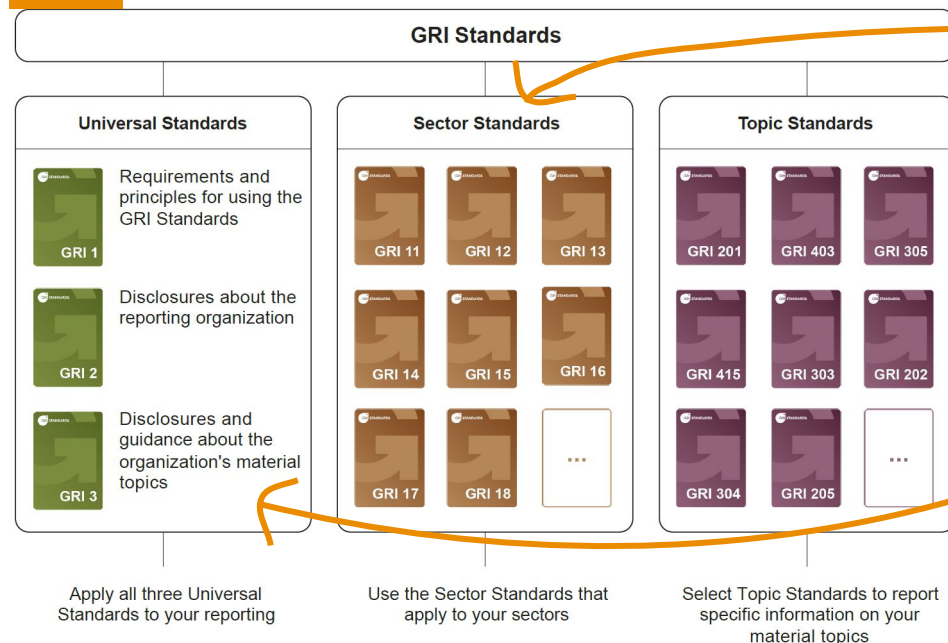 GRI Standards
Universal Standards
GRI 1
Requirements and
principles for using the
GRI Standards
GRI 2
Disclosures about the
reporting organization
GRI 3
Disclosures and
guidance about the
organization's material
topics
Apply all three Universal
Standards to your reporting
Sector Standards
GRI 11 GRI 12 GRI 13
GRI 14 GRI 15 GRI 16
GRI 17 GRI 18 ...
Use the Sector Standards that
apply to your sectors
Topic Standards
GRI 201 GRI 403 GRI 305
GRI 415 GRI 303 GRI 202
GRI 304 GRI 205 ...
Select Topic Standards to report
specific information on your
material topics